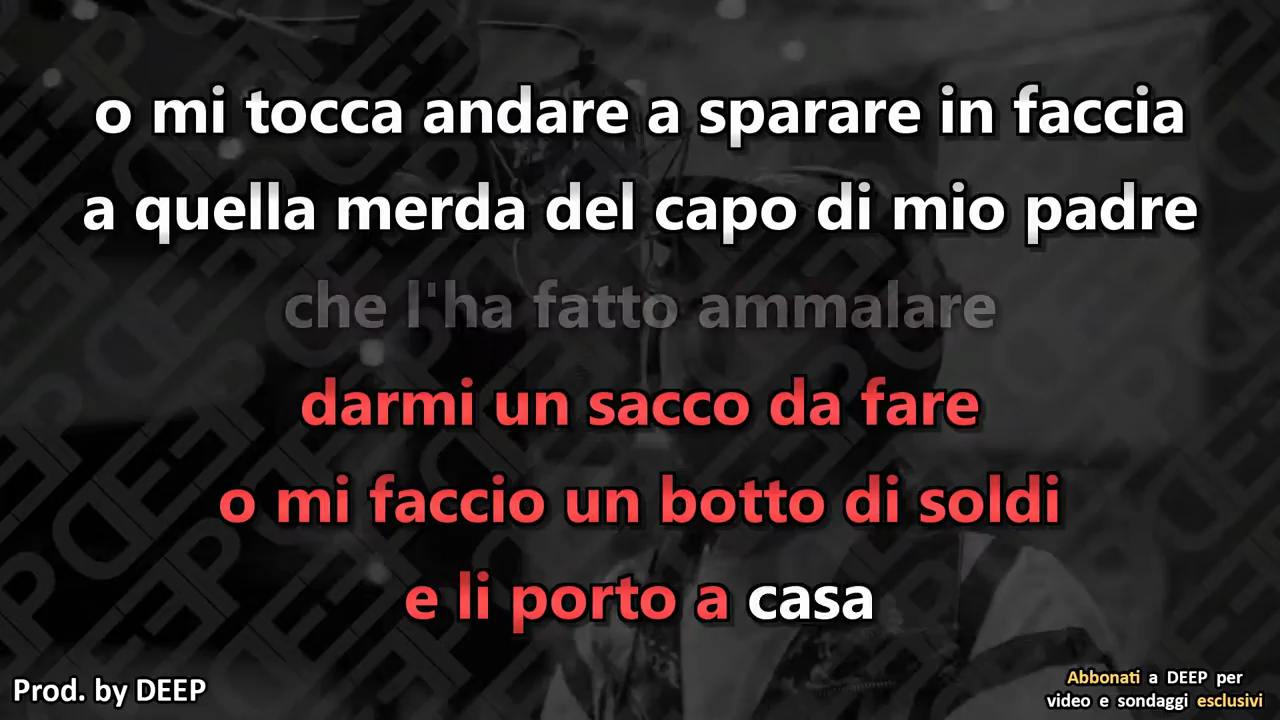 o mi tocca andare a sparare in faccia
a quella merda del capo di mio padre
che l'ha fatto ammalare
darmi un sacco da fare
o mi faccio un botto di soldi
e li porto a casa
Prod. by DEEP
Abbonati a DEEP per
video e sondaggi esclusivi